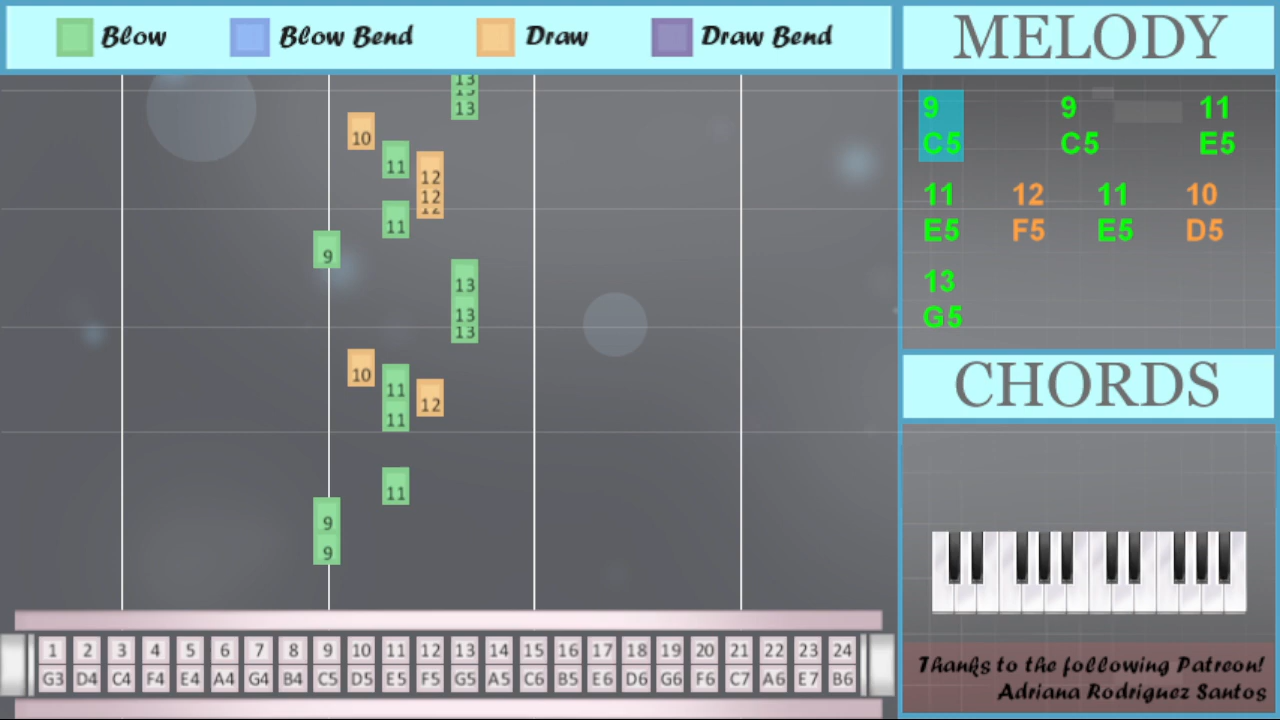 Blow Blow Bend Draw Draw Bend
MELODY
9 9 11
C5 C5 E5
11 12 11 10
E5 F5 E5 D5
13
G5
CHORDS
Thanks to the following Patreon!
Adriana Rodriguez Santos
13
13
13
10
11
12
12
12
11
9
13
13
13
10
11
12
11
11
9
9
1 2 3 4 5 6 7 8 9 10 11 12 13 14 15 16 17 18 19 20 21 22 23 24
G3 D4 C4 F4 E4 A4 G4 B4 C5 D5 E5 F5 G5 A5 C6 B5 E6 D6 G6 F6 C7 A6 E7 B6